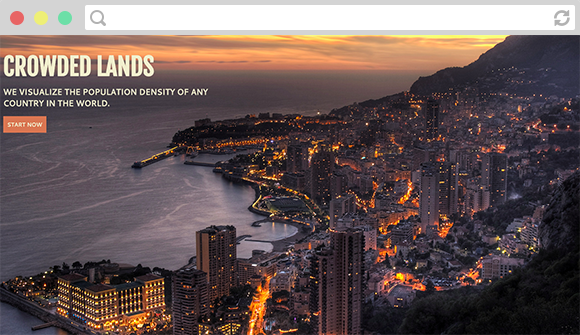 CROWDED LANDS
WE VISUALIZE THE POPULATION DENSITY OF ANY
COUNTRY IN THE WORLD.
START NOW